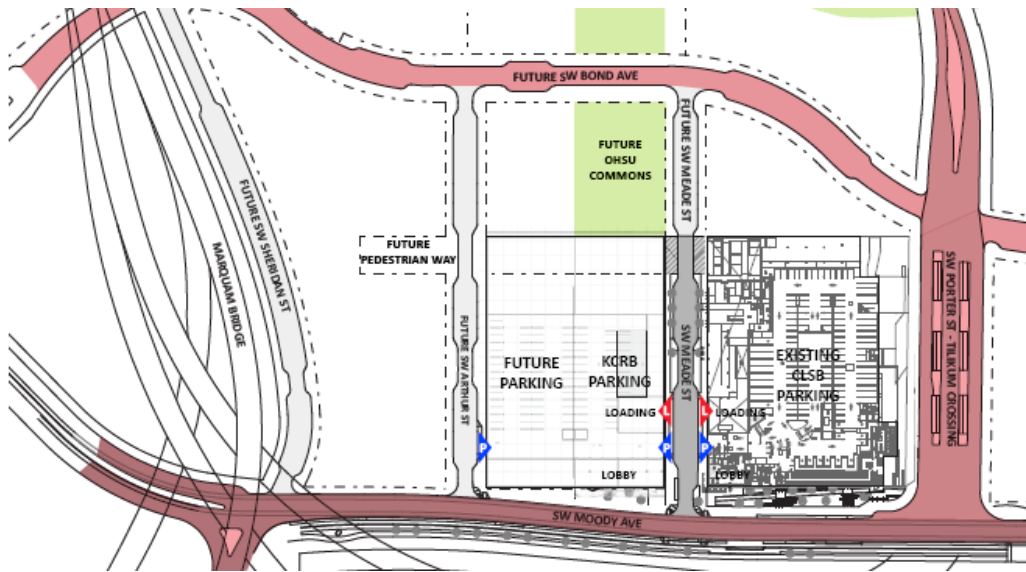 FUTURE SW BOND AVE
FUTURE SW MEADE ST
FUTURE
OHSU
COMMONS
FUTURE SW SHERIDAN ST
MARQUAM BRIDGE
FUTURE
PEDESTRIAN WAY
FUTURE SW ARTHUR ST
SW MEADE ST
SW PORTER ST - TILIKUM CROSSING
FUTURE
PARKING
KCRB
PARKING
EXISTING
CLSB
PARKING
LOADING
L
L
LOADING
P
P
P
LOBBY
LOBBY
SW MOODY AVE